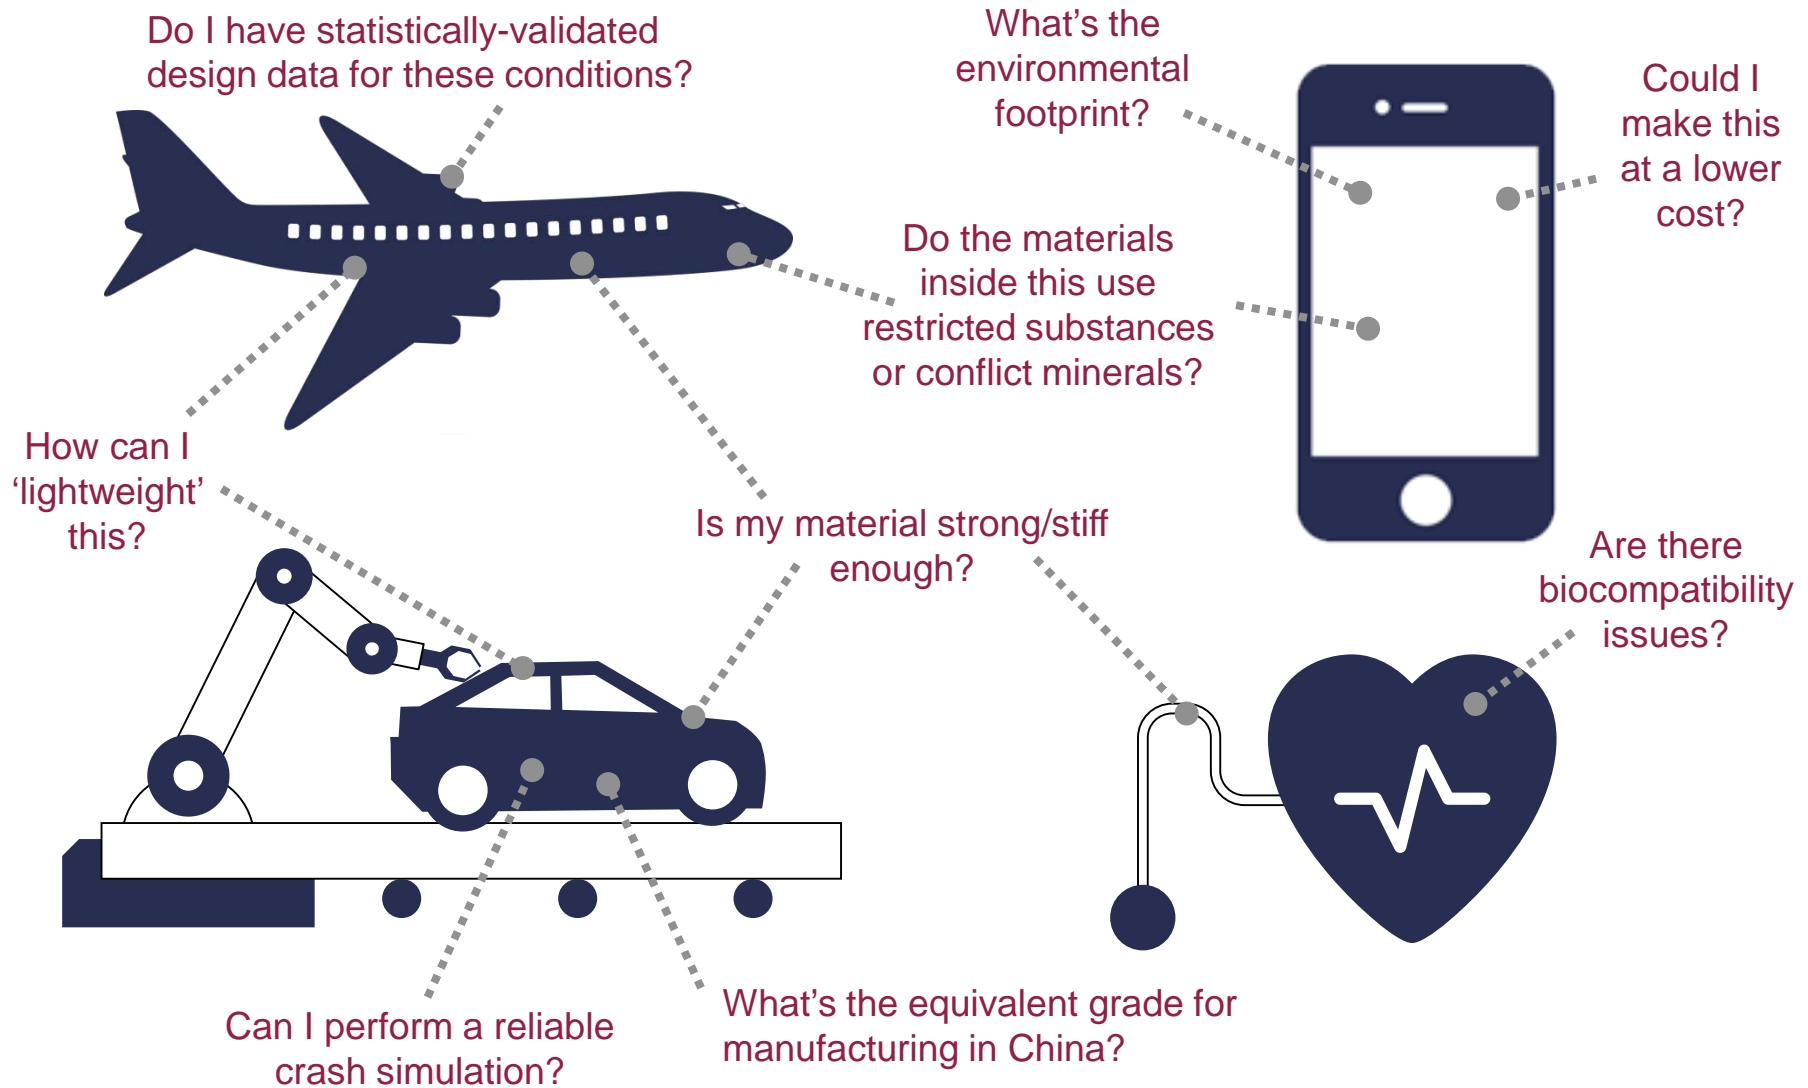 Do I have statistically-validated
design data for these conditions?
What’s the
environmental
footprint?
Could I
make this
at a lower
cost?
Do the materials
inside this use
restricted substances
or conflict minerals?
How can I
‘lightweight’
this?
Is my material strong/stiff
enough?
Are there
biocompatibility
issues?
Can I perform a reliable
crash simulation?
What’s the equivalent grade for
manufacturing in China?